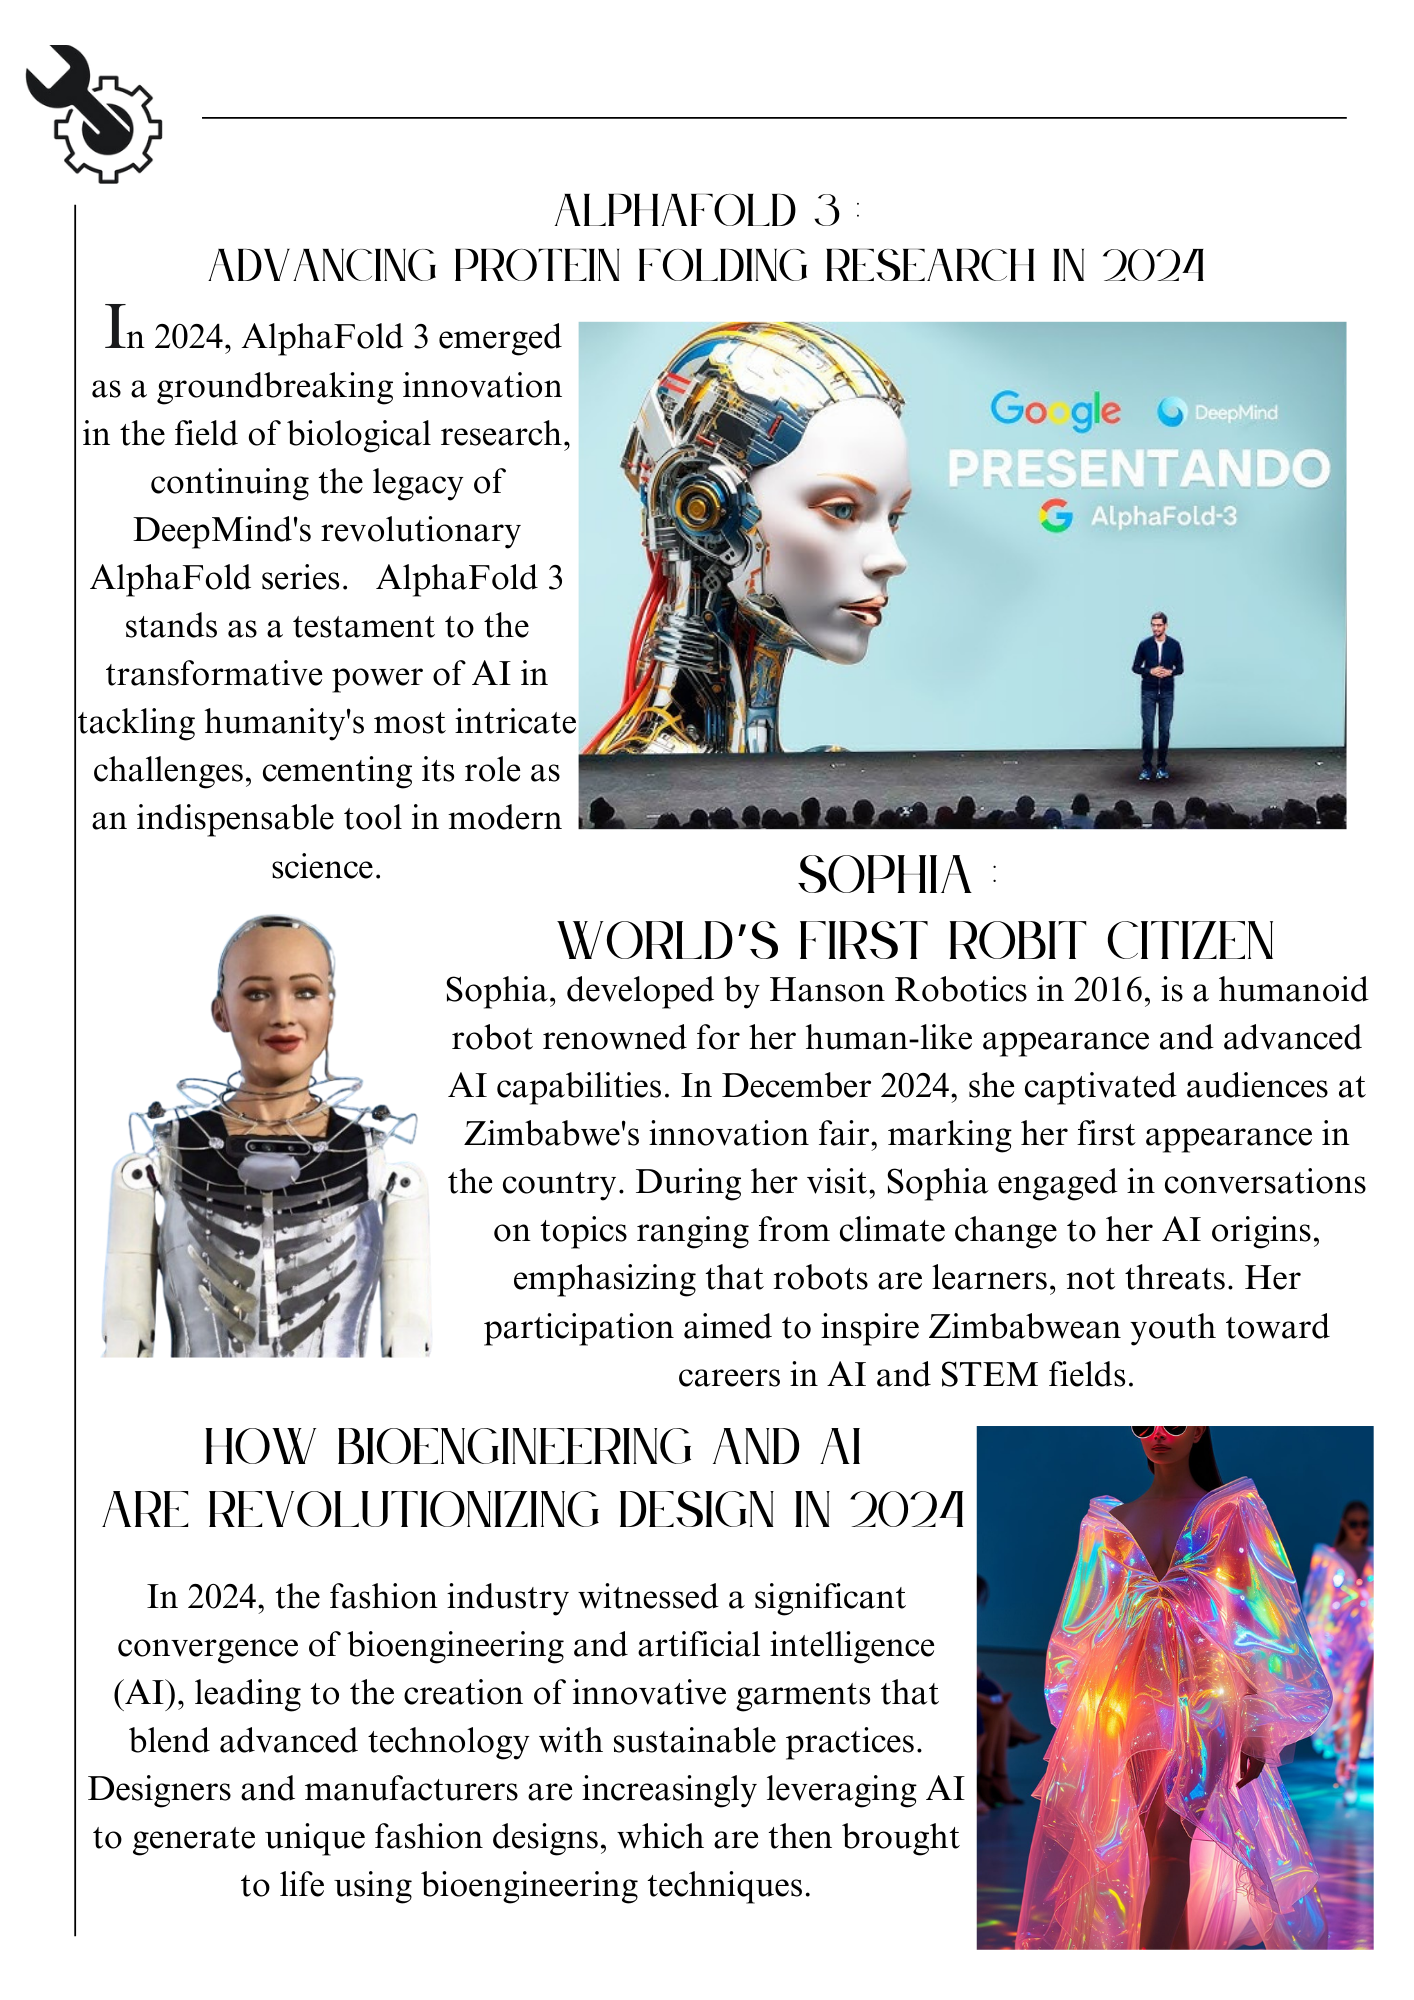 ALPHAFOLD 3 :
ADVANCING PROTEIN FOLDING RESEARCH IN 2024
In 2024, AlphaFold 3 emerged
as a groundbreaking innovation
in the field of biological research,
continuing the legacy of
DeepMind's revolutionary
AlphaFold series.   AlphaFold 3
stands as a testament to the
transformative power of AI in
tackling humanity's most intricate
challenges, cementing its role as
an indispensable tool in modern
science.
Google DeepMind
PRESENTANDO
G AlphaFold-3
SOPHIA :
WORLD'S FIRST ROBIT CITIZEN
Sophia, developed by Hanson Robotics in 2016, is a humanoid
robot renowned for her human-like appearance and advanced
AI capabilities. In December 2024, she captivated audiences at
Zimbabwe's innovation fair, marking her first appearance in
the country. During her visit, Sophia engaged in conversations
on topics ranging from climate change to her AI origins,
emphasizing that robots are learners, not threats. Her
participation aimed to inspire Zimbabwean youth toward
careers in AI and STEM fields.
HOW BIOENGINEERING AND AI
ARE REVOLUTIONIZING DESIGN IN 2024
In 2024, the fashion industry witnessed a significant
convergence of bioengineering and artificial intelligence
(AI), leading to the creation of innovative garments that
blend advanced technology with sustainable practices.
Designers and manufacturers are increasingly leveraging AI
to generate unique fashion designs, which are then brought
to life using bioengineering techniques.